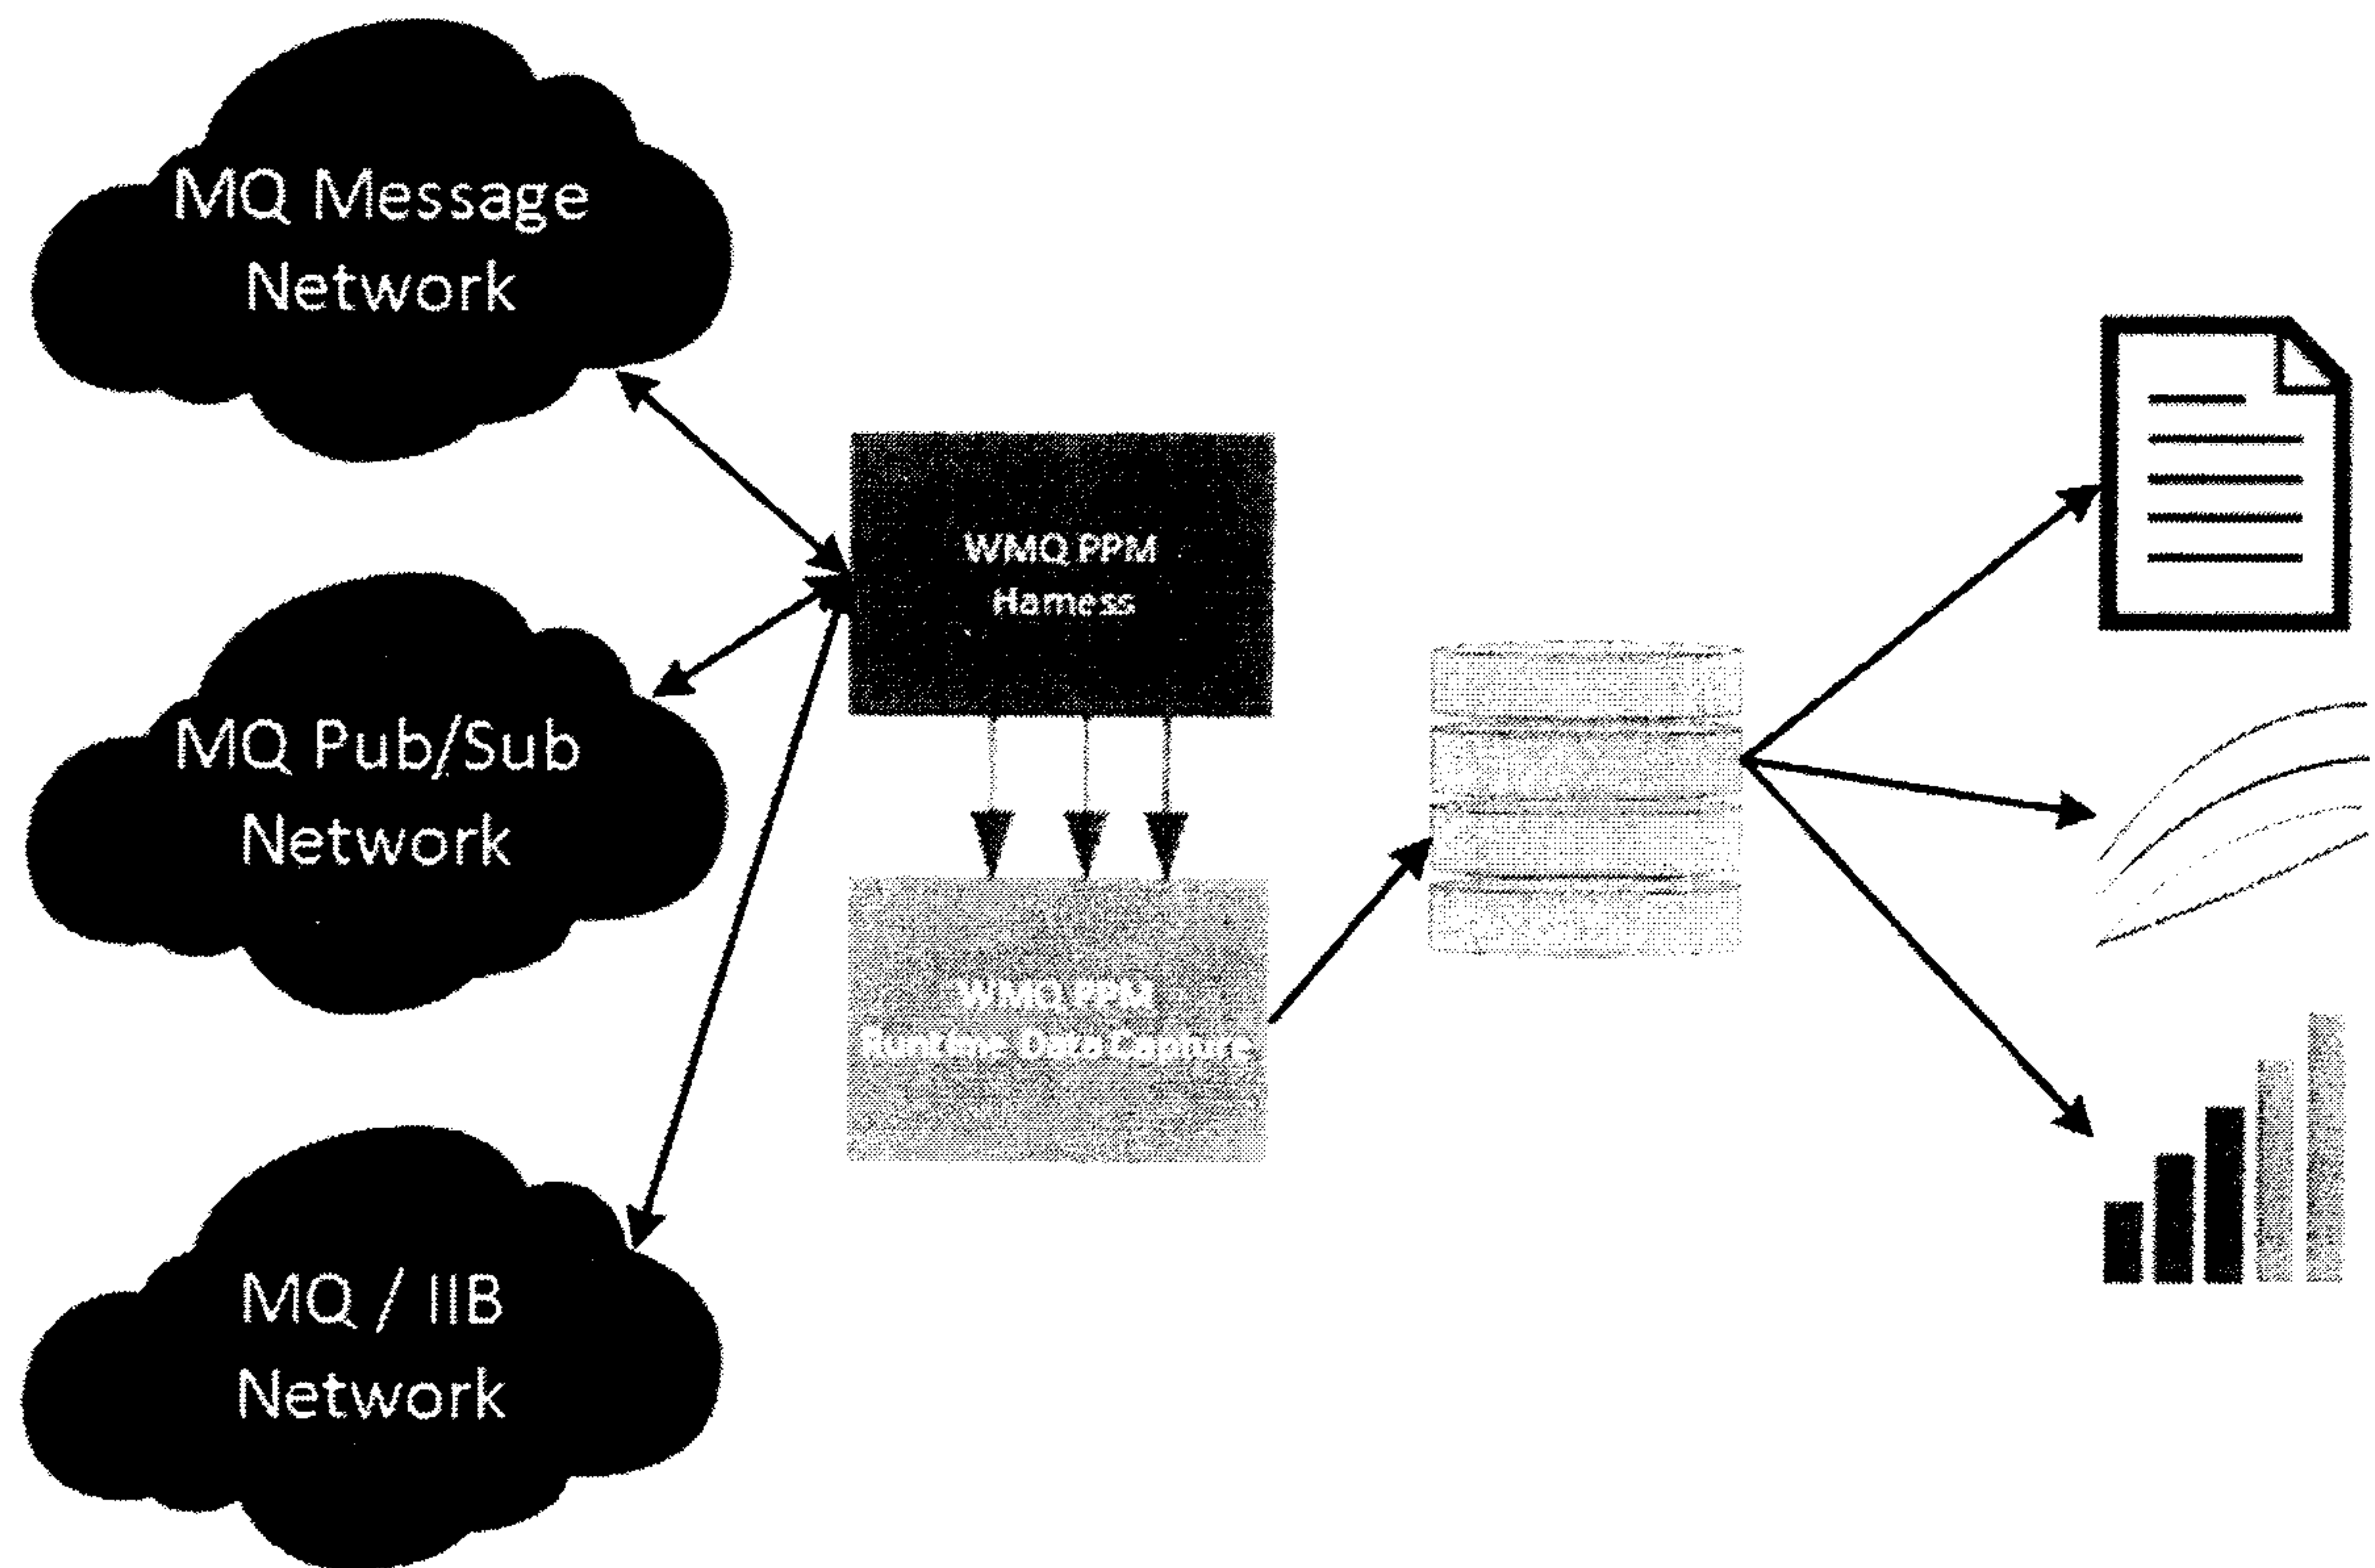 MQ Message
Network
MQ Pub/Sub
Network
MQ / IIB
Network
WMQ PPM
Harness
WMQ PPM
Runtime Data Capture